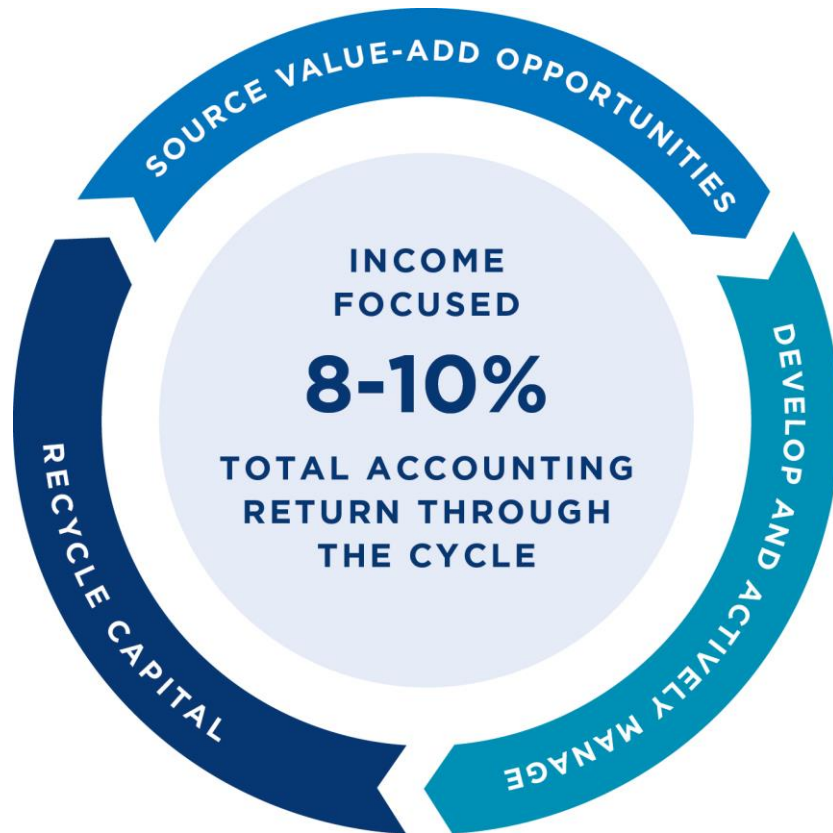 SOURCE VALUE-ADD OPPORTUNITIES
DEVELOP AND ACTIVELY MANAGE
RECYCLE CAPITAL
INCOME
FOCUSED
8-10%
TOTAL ACCOUNTING
RETURN THROUGH
THE CYCLE